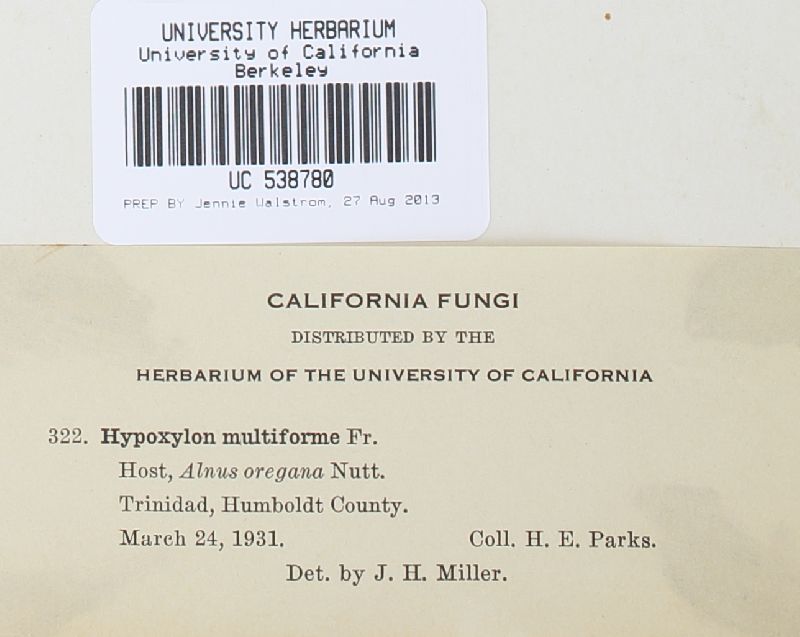 UNIVERSITY HERBARIUM
University of California
Berkeley
UC 538780
PREP BY Jennie Walstrom, 27 Aug 2013
CALIFORNIA FUNGI
DISTRIBUTED BY THE
HERBARIUM OF THE UNIVERSITY OF CALIFORNIA
322. Hypoxylon multiforme Fr.
Host, Alnus oregana Nutt.
Trinidad, Humboldt County.
March 24, 1931. Coll. H. E. Parks.
Det. by J. H. Miller.